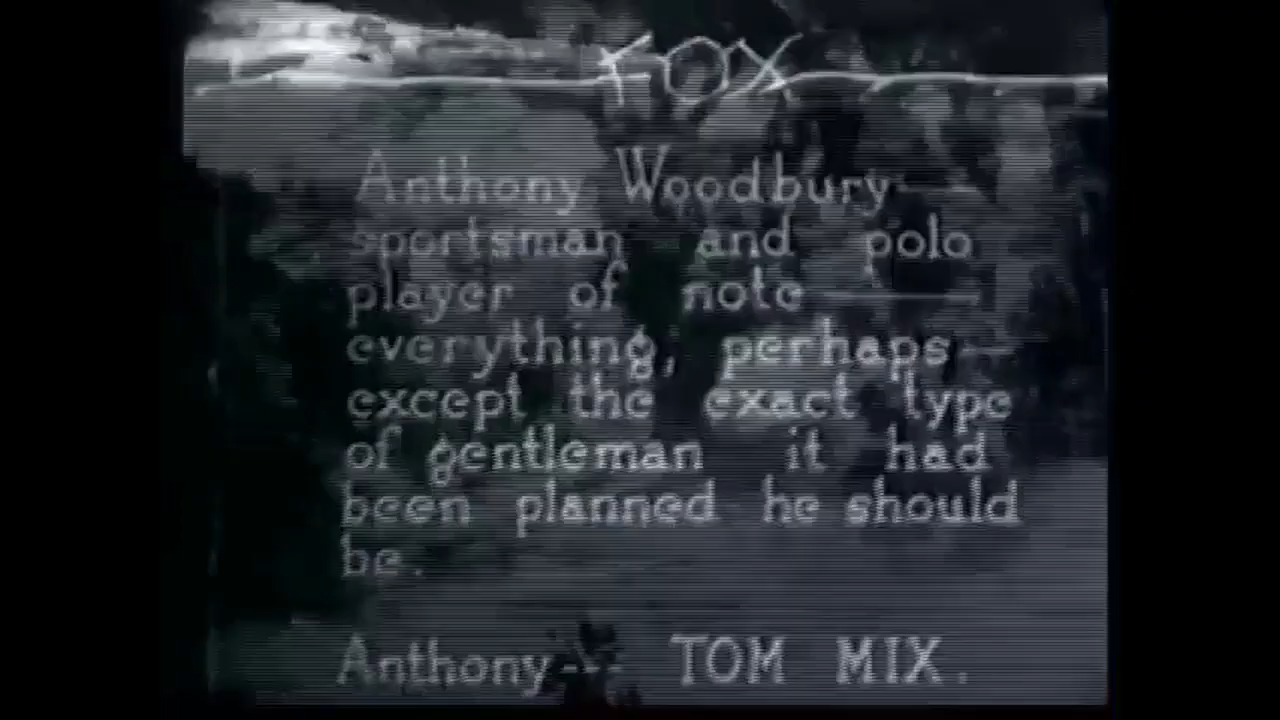 FOX
Anthony Woodbury—
sportsman and polo
player of note ———
everything, perhaps —
except the exact type
of gentleman it had
been planned he should
be.
Anthony --- TOM MIX.